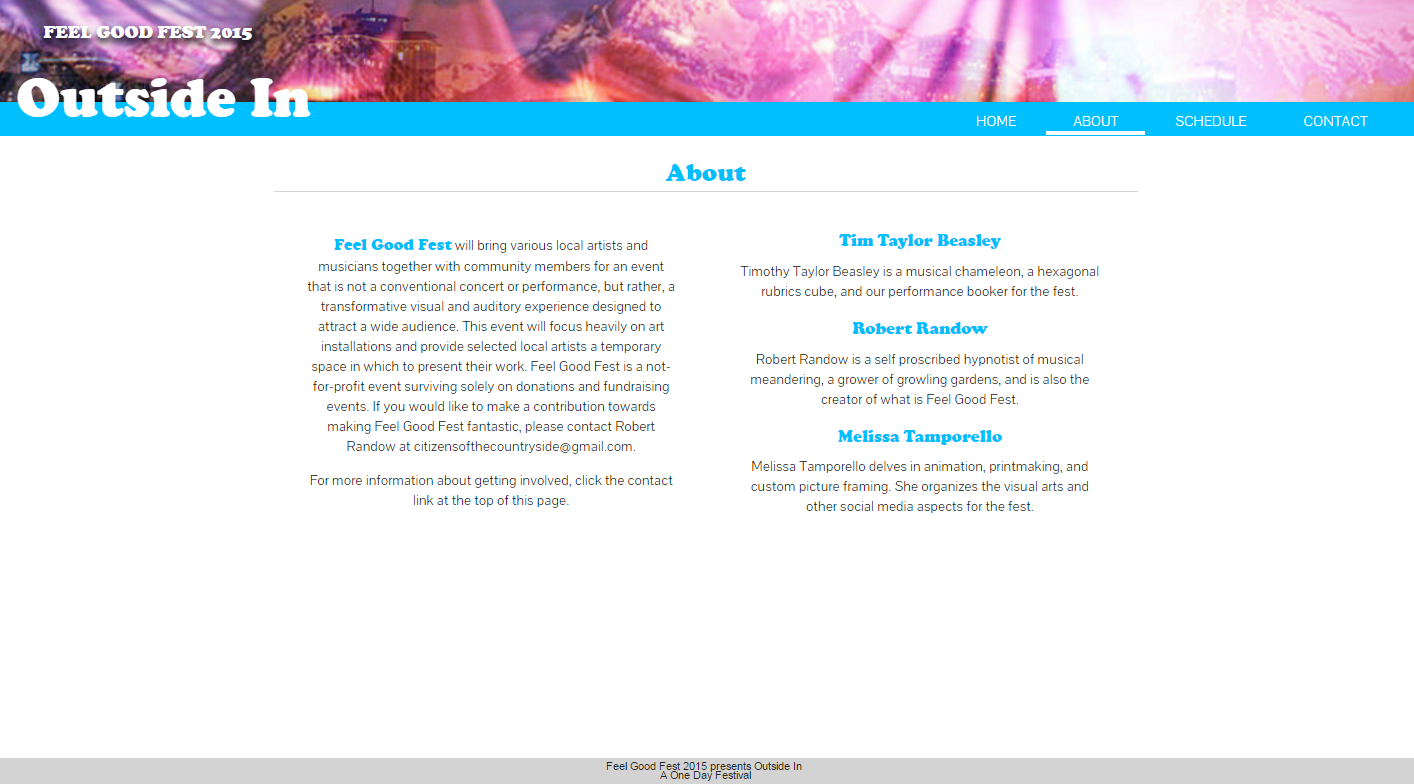 FEEL GOOD FEST 2015
Outside In
HOME ABOUT SCHEDULE CONTACT
About
Feel Good Fest will bring various local artists and
musicians together with community members for an event
that is not a conventional concert or performance, but rather, a
transformative visual and auditory experience designed to
attract a wide audience. This event will focus heavily on art
installations and provide selected local artists a temporary
space in which to present their work. Feel Good Fest is a not-
for-profit event surviving solely on donations and fundraising
events. If you would like to make a contribution towards
making Feel Good Fest fantastic, please contact Robert
Randow at citizensofthecountryside@gmail.com.
For more information about getting involved, click the contact
link at the top of this page.
Tim Taylor Beasley
Timothy Taylor Beasley is a musical chameleon, a hexagonal
rubrics cube, and our performance booker for the fest.
Robert Randow
Robert Randow is a self proscribed hypnotist of musical
meandering, a grower of growling gardens, and is also the
creator of what is Feel Good Fest.
Melissa Tamporello
Melissa Tamporello delves in animation, printmaking, and
custom picture framing. She organizes the visual arts and
other social media aspects for the fest.
Feel Good Fest 2015 presents Outside In
A One Day Festival